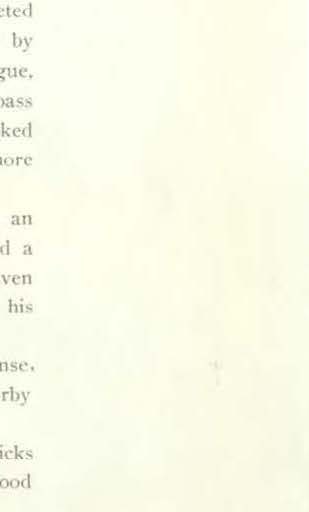 cted
by
gue,
pass
ked
nore
an
d a
ven
his
nse,
rby
icks
ood